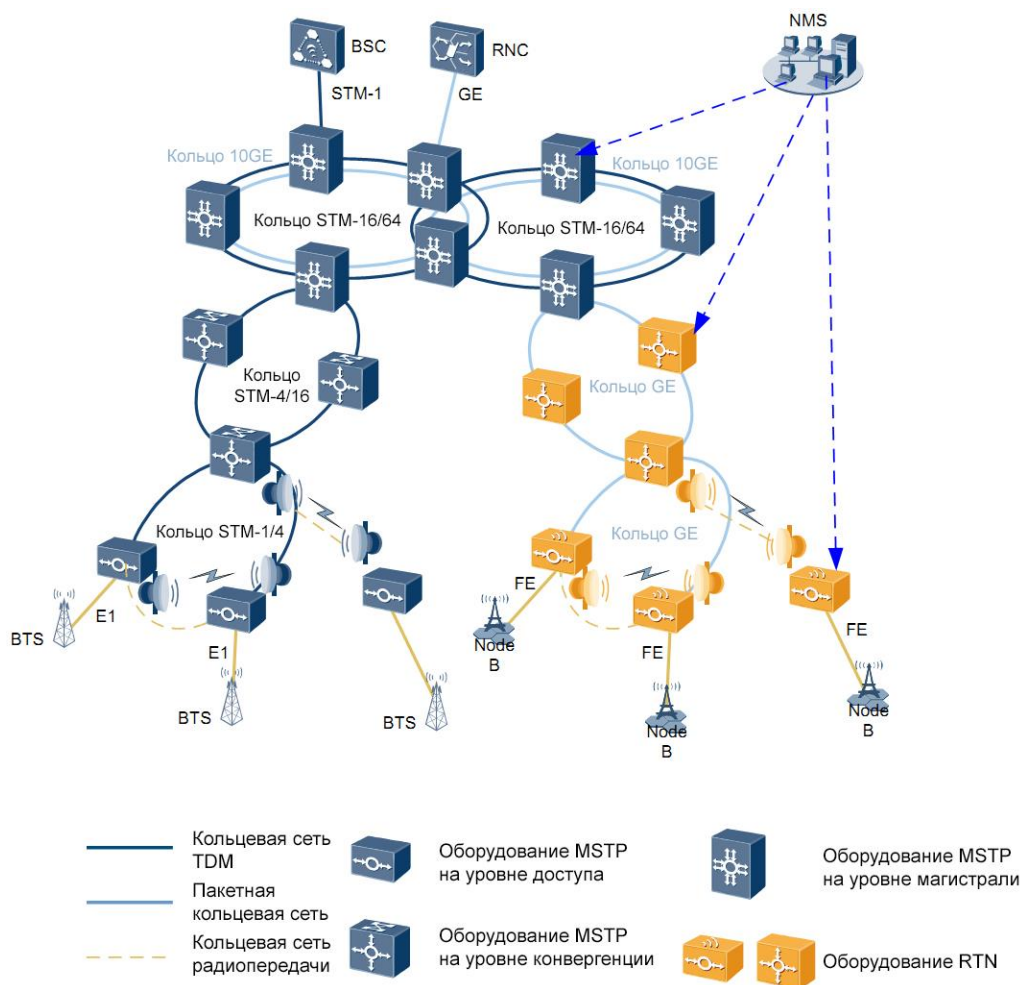 NMS
BSC
RNC
STM-1
GE
Кольцо 10GE
Кольцо 10GE
Кольцо STM-16/64
Кольцо STM-16/64
Кольцо
STM-4/16
Кольцо GE
Кольцо STM-1/4
Кольцо GE
E1
BTS
E1
BTS
BTS
FE
Node
B
FE
Node
B
FE
Node
B
Кольцевая сеть
TDM
Пакетная
кольцевая сеть
Кольцевая сеть
радиопередачи
Оборудование MSTP
на уровне доступа
Оборудование MSTP
на уровне конвергенции
Оборудование MSTP
на уровне магистрали
Оборудование RTN